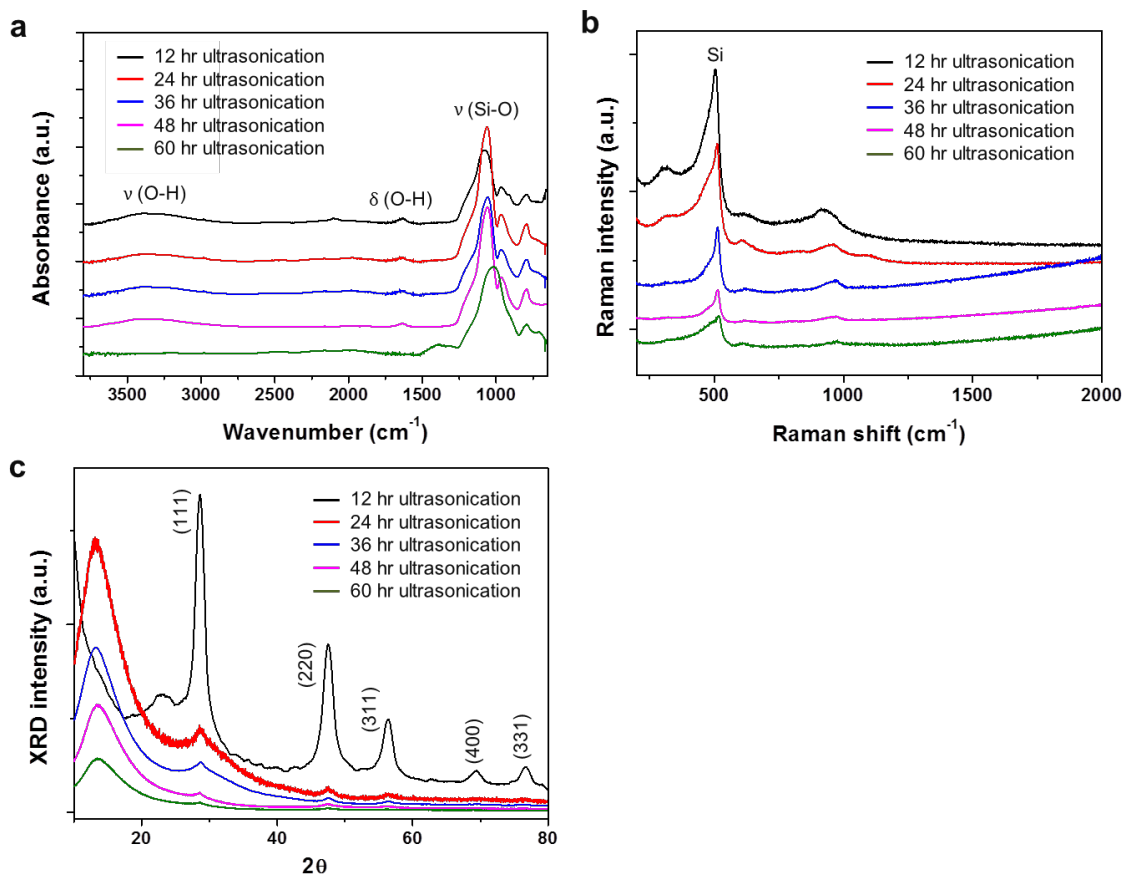 a
12 hr ultrasonication
24 hr ultrasonication
36 hr ultrasonication
48 hr ultrasonication
60 hr ultrasonication
ν (Si-O)
ν (O-H)
δ (O-H)
Absorbance (a.u.)
3500 3000 2500 2000 1500 1000
Wavenumber (cm⁻¹)
b
Si
12 hr ultrasonication
24 hr ultrasonication
36 hr ultrasonication
48 hr ultrasonication
60 hr ultrasonication
Raman intensity (a.u.)
500 1000 1500 2000
Raman shift (cm⁻¹)
c
12 hr ultrasonication
24 hr ultrasonication
36 hr ultrasonication
48 hr ultrasonication
60 hr ultrasonication
(111)
(220)
(311)
(400)
(331)
XRD intensity (a.u.)
20 40 60 80
2θ